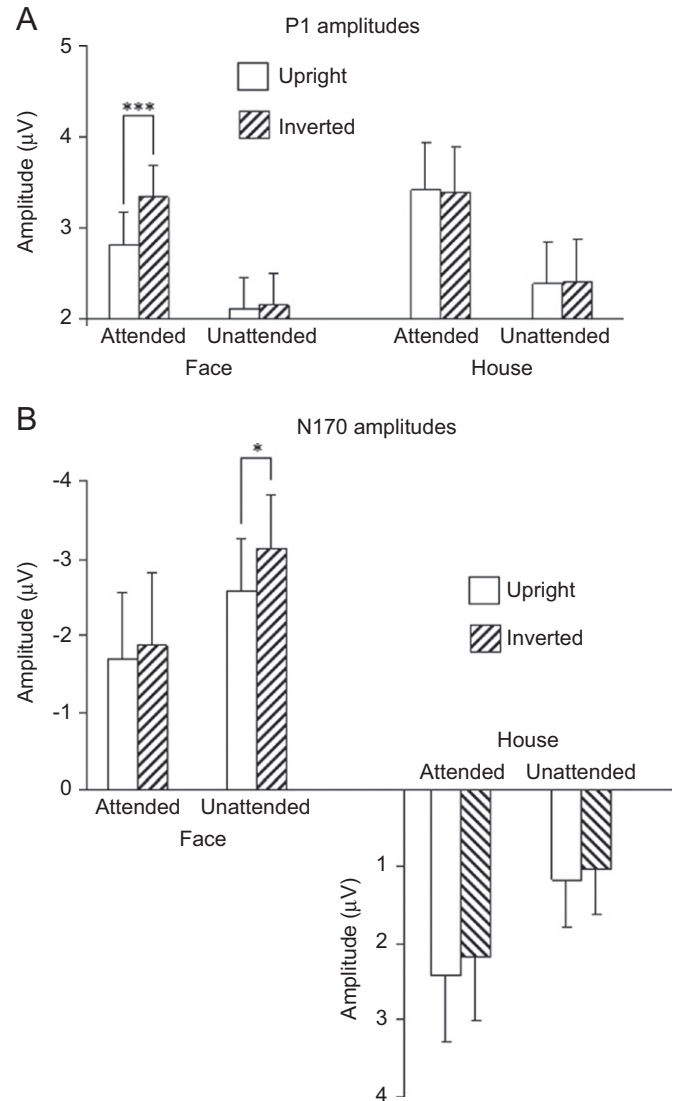 A
P1 amplitudes
5
4
3
2
Amplitude (μV)
Upright
Inverted
***
Attended Unattended Attended Unattended
Face House
B
N170 amplitudes
-4
-3
-2
-1
0
Amplitude (μV)
*
Upright
Inverted
Attended Unattended
Face
House
Attended Unattended
1
2
3
4
Amplitude (μV)